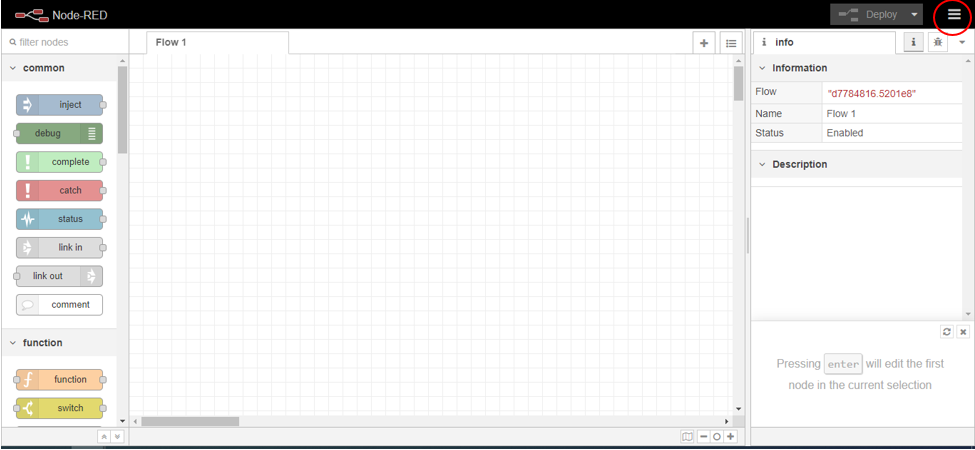 Node-RED
Deploy
filter nodes
Flow 1
i info
i
common
inject
debug
complete
catch
status
link in
link out
comment
function
function
switch
Information
Flow "d7784816.5201e8"
Name Flow 1
Status Enabled
Description
Pressing enter will edit the first
node in the current selection